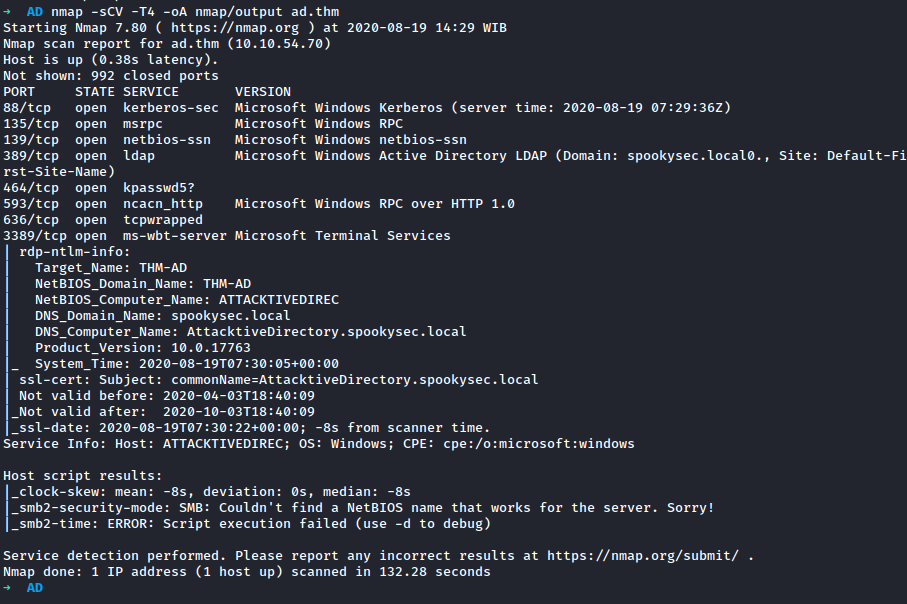 → AD nmap -sCV -T4 -oA nmap/output ad.thm
Starting Nmap 7.80 ( https://nmap.org ) at 2020-08-19 14:29 WIB
Nmap scan report for ad.thm (10.10.54.70)
Host is up (0.38s latency).
Not shown: 992 closed ports
PORT     STATE SERVICE       VERSION
88/tcp   open  kerberos-sec  Microsoft Windows Kerberos (server time: 2020-08-19 07:29:36Z)
135/tcp  open  msrpc         Microsoft Windows RPC
139/tcp  open  netbios-ssn   Microsoft Windows netbios-ssn
389/tcp  open  ldap          Microsoft Windows Active Directory LDAP (Domain: spookysec.local0., Site: Default-Fi
rst-Site-Name)
464/tcp  open  kpasswd5?
593/tcp  open  ncacn_http    Microsoft Windows RPC over HTTP 1.0
636/tcp  open  tcpwrapped
3389/tcp open  ms-wbt-server Microsoft Terminal Services
| rdp-ntlm-info:
|   Target_Name: THM-AD
|   NetBIOS_Domain_Name: THM-AD
|   NetBIOS_Computer_Name: ATTACKTIVEDIREC
|   DNS_Domain_Name: spookysec.local
|   DNS_Computer_Name: AttacktiveDirectory.spookysec.local
|   Product_Version: 10.0.17763
|_  System_Time: 2020-08-19T07:30:05+00:00
| ssl-cert: Subject: commonName=AttacktiveDirectory.spookysec.local
| Not valid before: 2020-04-03T18:40:09
|_Not valid after:  2020-10-03T18:40:09
|_ssl-date: 2020-08-19T07:30:22+00:00; -8s from scanner time.
Service Info: Host: ATTACKTIVEDIREC; OS: Windows; CPE: cpe:/o:microsoft:windows
Host script results:
|_clock-skew: mean: -8s, deviation: 0s, median: -8s
|_smb2-security-mode: SMB: Couldn't find a NetBIOS name that works for the server. Sorry!
|_smb2-time: ERROR: Script execution failed (use -d to debug)
Service detection performed. Please report any incorrect results at https://nmap.org/submit/ .
Nmap done: 1 IP address (1 host up) scanned in 132.28 seconds
→ AD